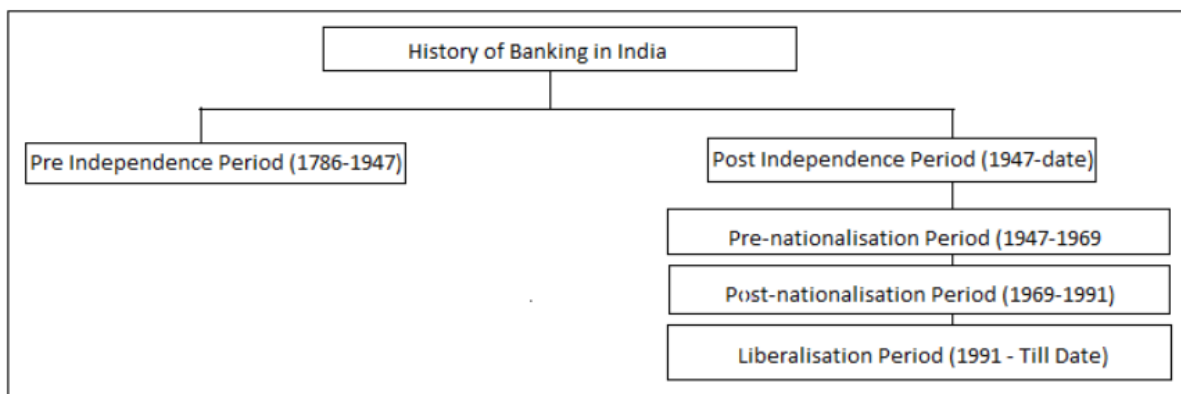 History of Banking in India
Pre Independence Period (1786-1947)
Post Independence Period (1947-date)
Pre-nationalisation Period (1947-1969
Post-nationalisation Period (1969-1991)
Liberalisation Period (1991 - Till Date)